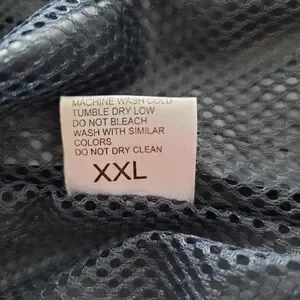 MACHINE WASH COLD
TUMBLE DRY LOW
DO NOT BLEACH
WASH WITH SIMILAR
COLORS
DO NOT DRY CLEAN
XXL